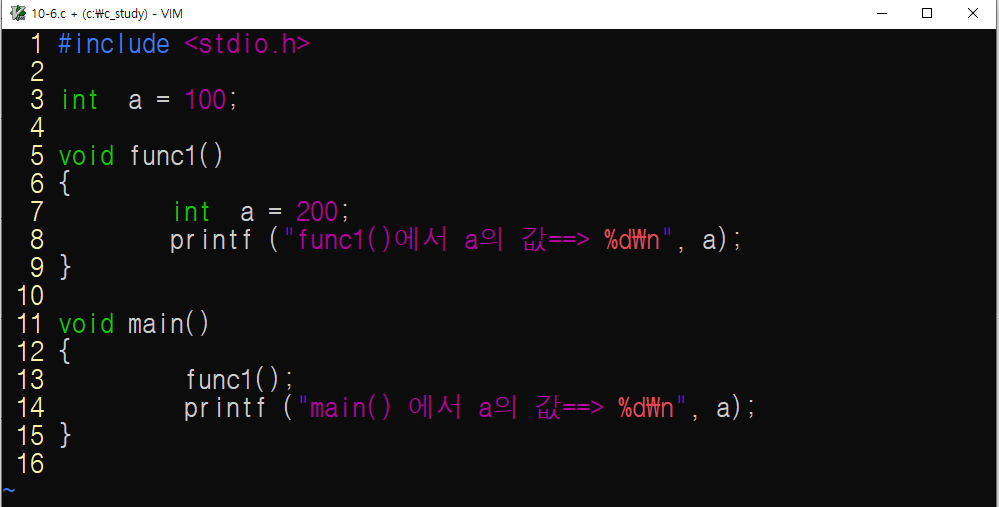 10-6.c + (c:₩c_study) - VIM
1 #include <stdio.h>
2
3 int  a = 100;
4
5 void func1()
6 {
7         int  a = 200;
8         printf ("func1()에서 a의 값==> %d₩n", a);
9 }
10
11 void main()
12 {
13         func1();
14         printf ("main() 에서 a의 값==> %d₩n", a);
15 }
16
~